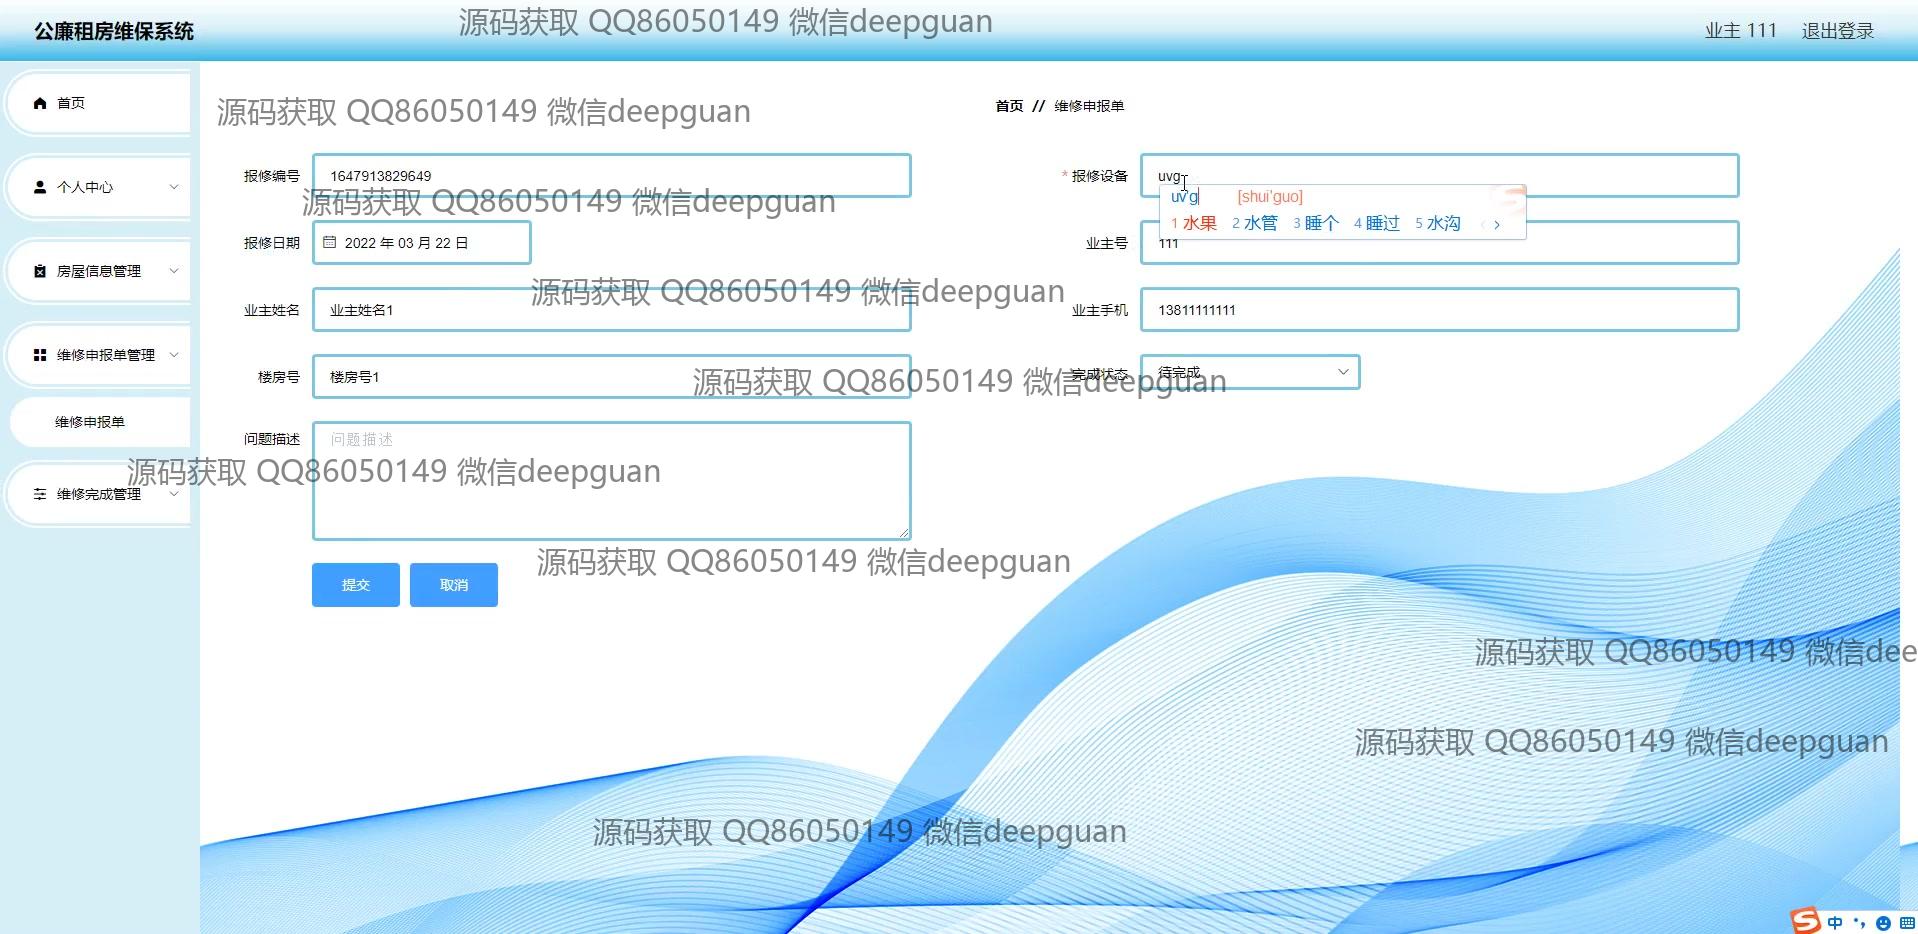 公廉租房维保系统
源码获取 QQ86050149 微信deepguan
业主 111
退出登录
首页
个人中心
房屋信息管理
维修申报单管理
维修申报单
维修完成管理
源码获取 QQ86050149 微信deepguan
首页 // 维修申报单
报修编号
1647913829649
* 报修设备
uvg
uv'g [shui'guo]
1 水果 2 水管 3 睡个 4 睡过 5 水沟
源码获取 QQ86050149 微信deepguan
报修日期
2022 年 03 月 22 日
业主号
111
源码获取 QQ86050149 微信deepguan
业主姓名
业主姓名1
业主手机
13811111111
楼房号
楼房号1
源码获取 QQ86050149 微信deepguan
完成状态
待完成
问题描述
问题描述
源码获取 QQ86050149 微信deepguan
源码获取 QQ86050149 微信deepguan
提交
取消
源码获取 QQ86050149 微信dee
源码获取 QQ86050149 微信deepguan
源码获取 QQ86050149 微信deepguan
S 中